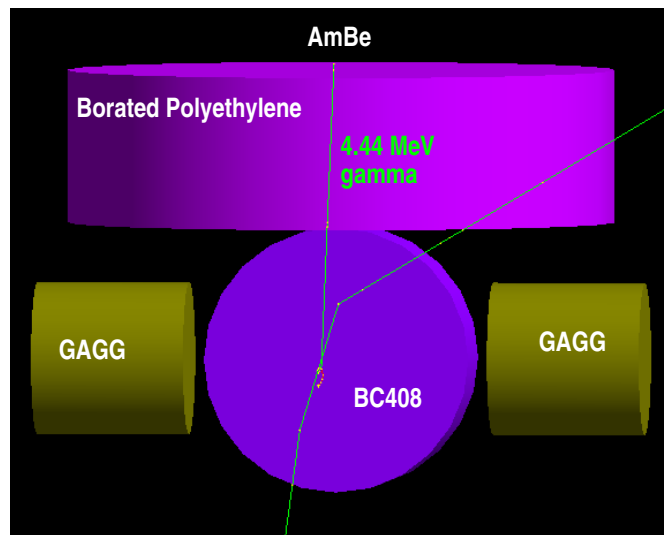 AmBe
Borated Polyethylene
4.44 MeV
gamma
GAGG
GAGG
BC408